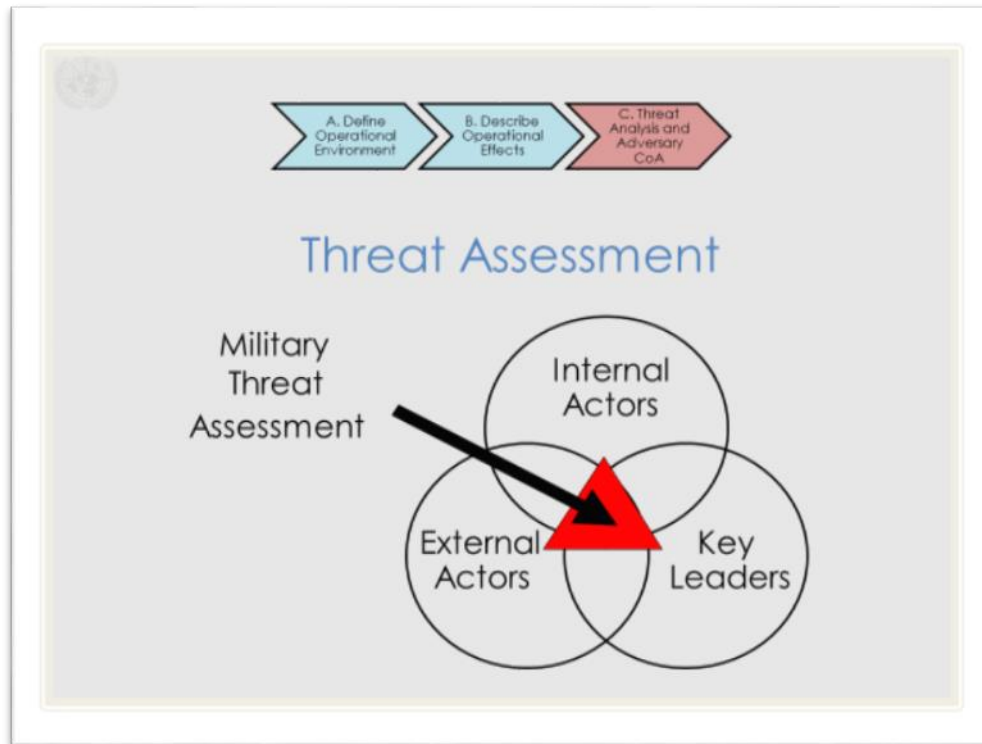 A. Define
Operational
Environment
B. Describe
Operational
Effects
C. Threat
Analysis and
Adversary
CoA
Threat Assessment
Military
Threat
Assessment
Internal
Actors
External
Actors
Key
Leaders